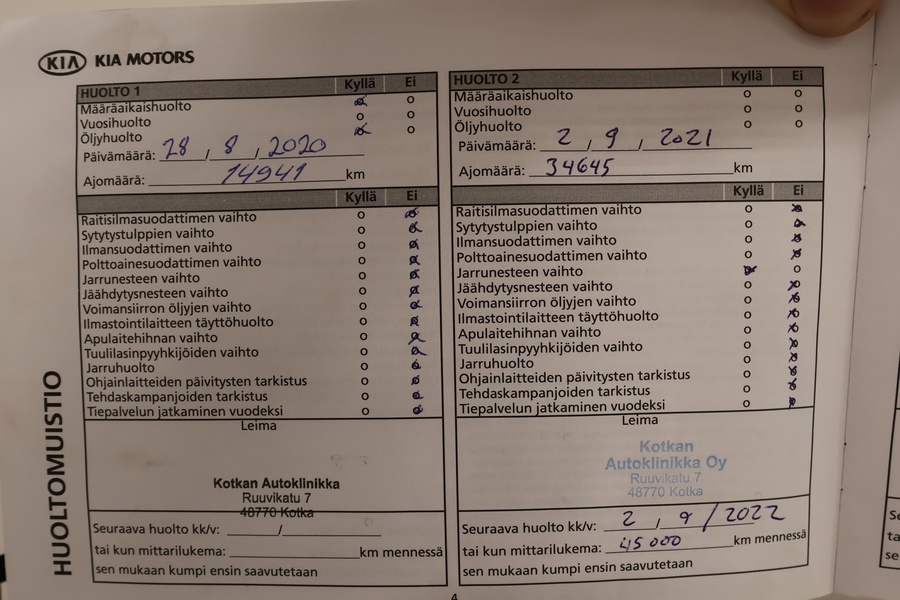 KIA KIA MOTORS
HUOLTO 1 Kyllä Ei
Määräaikaishuolto
Vuosihuolto
Öljyhuolto
Päivämäärä: 28 / 8 / 2020
Ajomäärä: 14941 km
Kyllä Ei
Raitisilmasuodattimen vaihto
Sytytystulppien vaihto
Ilmansuodattimen vaihto
Polttoainesuodattimen vaihto
Jarrunesteen vaihto
Jäähdytysnesteen vaihto
Voimansiirron öljyjen vaihto
Ilmastointilaitteen täyttöhuolto
Apulaitehihnan vaihto
Tuulilasinpyyhkijöiden vaihto
Jarruhuolto
Ohjainlaitteiden päivitysten tarkistus
Tehdaskampanjoiden tarkistus
Tiepalvelun jatkaminen vuodeksi
Leima
Kotkan Autoklinikka
Ruuvikatu 7
48770 Kotka
Seuraava huolto kk/v: /
tai kun mittarilukema: km mennessä
sen mukaan kumpi ensin saavutetaan
HUOLTO 2 Kyllä Ei
Määräaikaishuolto
Vuosihuolto
Öljyhuolto
Päivämäärä: 2 / 9 / 2021
Ajomäärä: 34645 km
Kyllä Ei
Raitisilmasuodattimen vaihto
Sytytystulppien vaihto
Ilmansuodattimen vaihto
Polttoainesuodattimen vaihto
Jarrunesteen vaihto
Jäähdytysnesteen vaihto
Voimansiirron öljyjen vaihto
Ilmastointilaitteen täyttöhuolto
Apulaitehihnan vaihto
Tuulilasinpyyhkijöiden vaihto
Jarruhuolto
Ohjainlaitteiden päivitysten tarkistus
Tehdaskampanjoiden tarkistus
Tiepalvelun jatkaminen vuodeksi
Leima
Kotkan
Autoklinikka Oy
Ruuvikatu 7
48770 Kotka
Seuraava huolto kk/v: 2 / 9 / 2022
tai kun mittarilukema: 45 000 km mennessä
sen mukaan kumpi ensin saavutetaan
HUOLTOMUISTIO
4